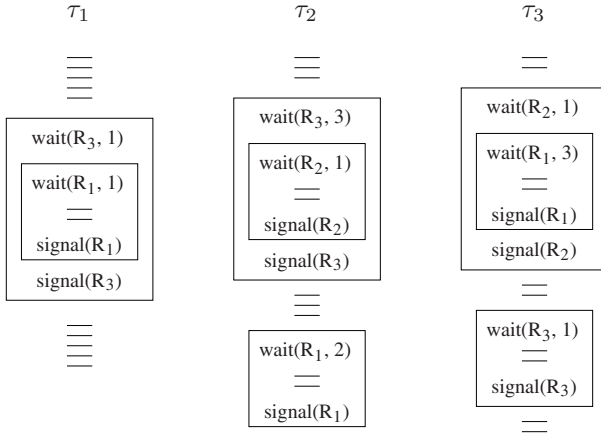 τ₁
wait(R₃, 1)
wait(R₁, 1)
signal(R₁)
signal(R₃)
τ₂
wait(R₃, 3)
wait(R₂, 1)
signal(R₂)
signal(R₃)
wait(R₁, 2)
signal(R₁)
τ₃
wait(R₂, 1)
wait(R₁, 3)
signal(R₁)
signal(R₂)
wait(R₃, 1)
signal(R₃)